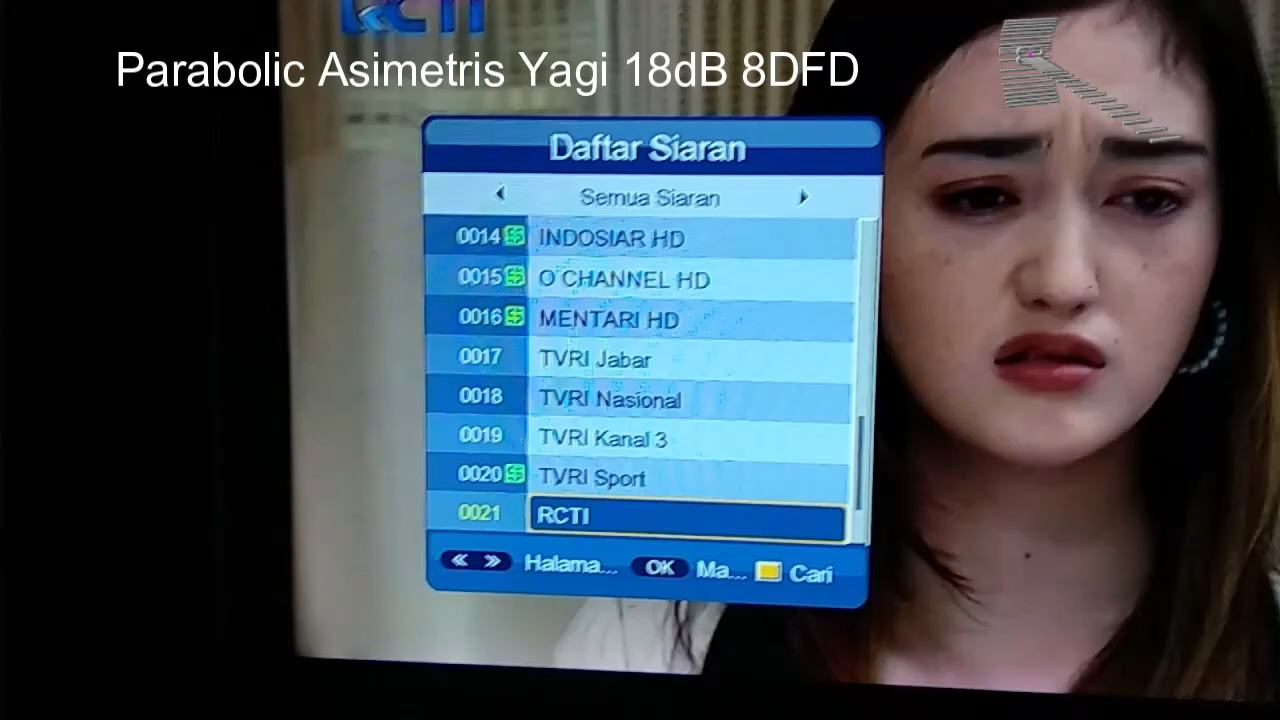 RCTI
Parabolic Asimetris Yagi 18dB 8DFD
Daftar Siaran
Semua Siaran
0014 $ INDOSIAR HD
0015 $ O CHANNEL HD
0016 $ MENTARI HD
0017 TVRI Jabar
0018 TVRI Nasional
0019 TVRI Kanal 3
0020 $ TVRI Sport
0021 RCTI
Halama... OK Ma... Cari